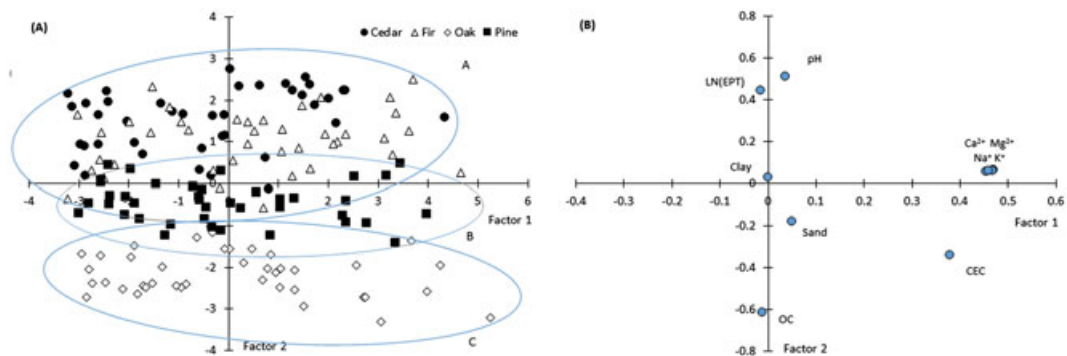 (A)
● Cedar △ Fir ◇ Oak ■ Pine
A
B
C
4
3
2
1
0
-1
-2
-3
-4
-4 -3 -2 -1 0 1 2 3 4 5 6
Factor 1
Factor 2
(B)
0.8
0.6
0.4
0.2
0
-0.2
-0.4
-0.6
-0.8
-0.4 -0.3 -0.2 -0.1 0 0.1 0.2 0.3 0.4 0.5 0.6
pH
LN(EPT)
Ca²⁺ Mg²⁺
Na⁺ K⁺
Clay
Factor 1
Sand
CEC
OC
Factor 2